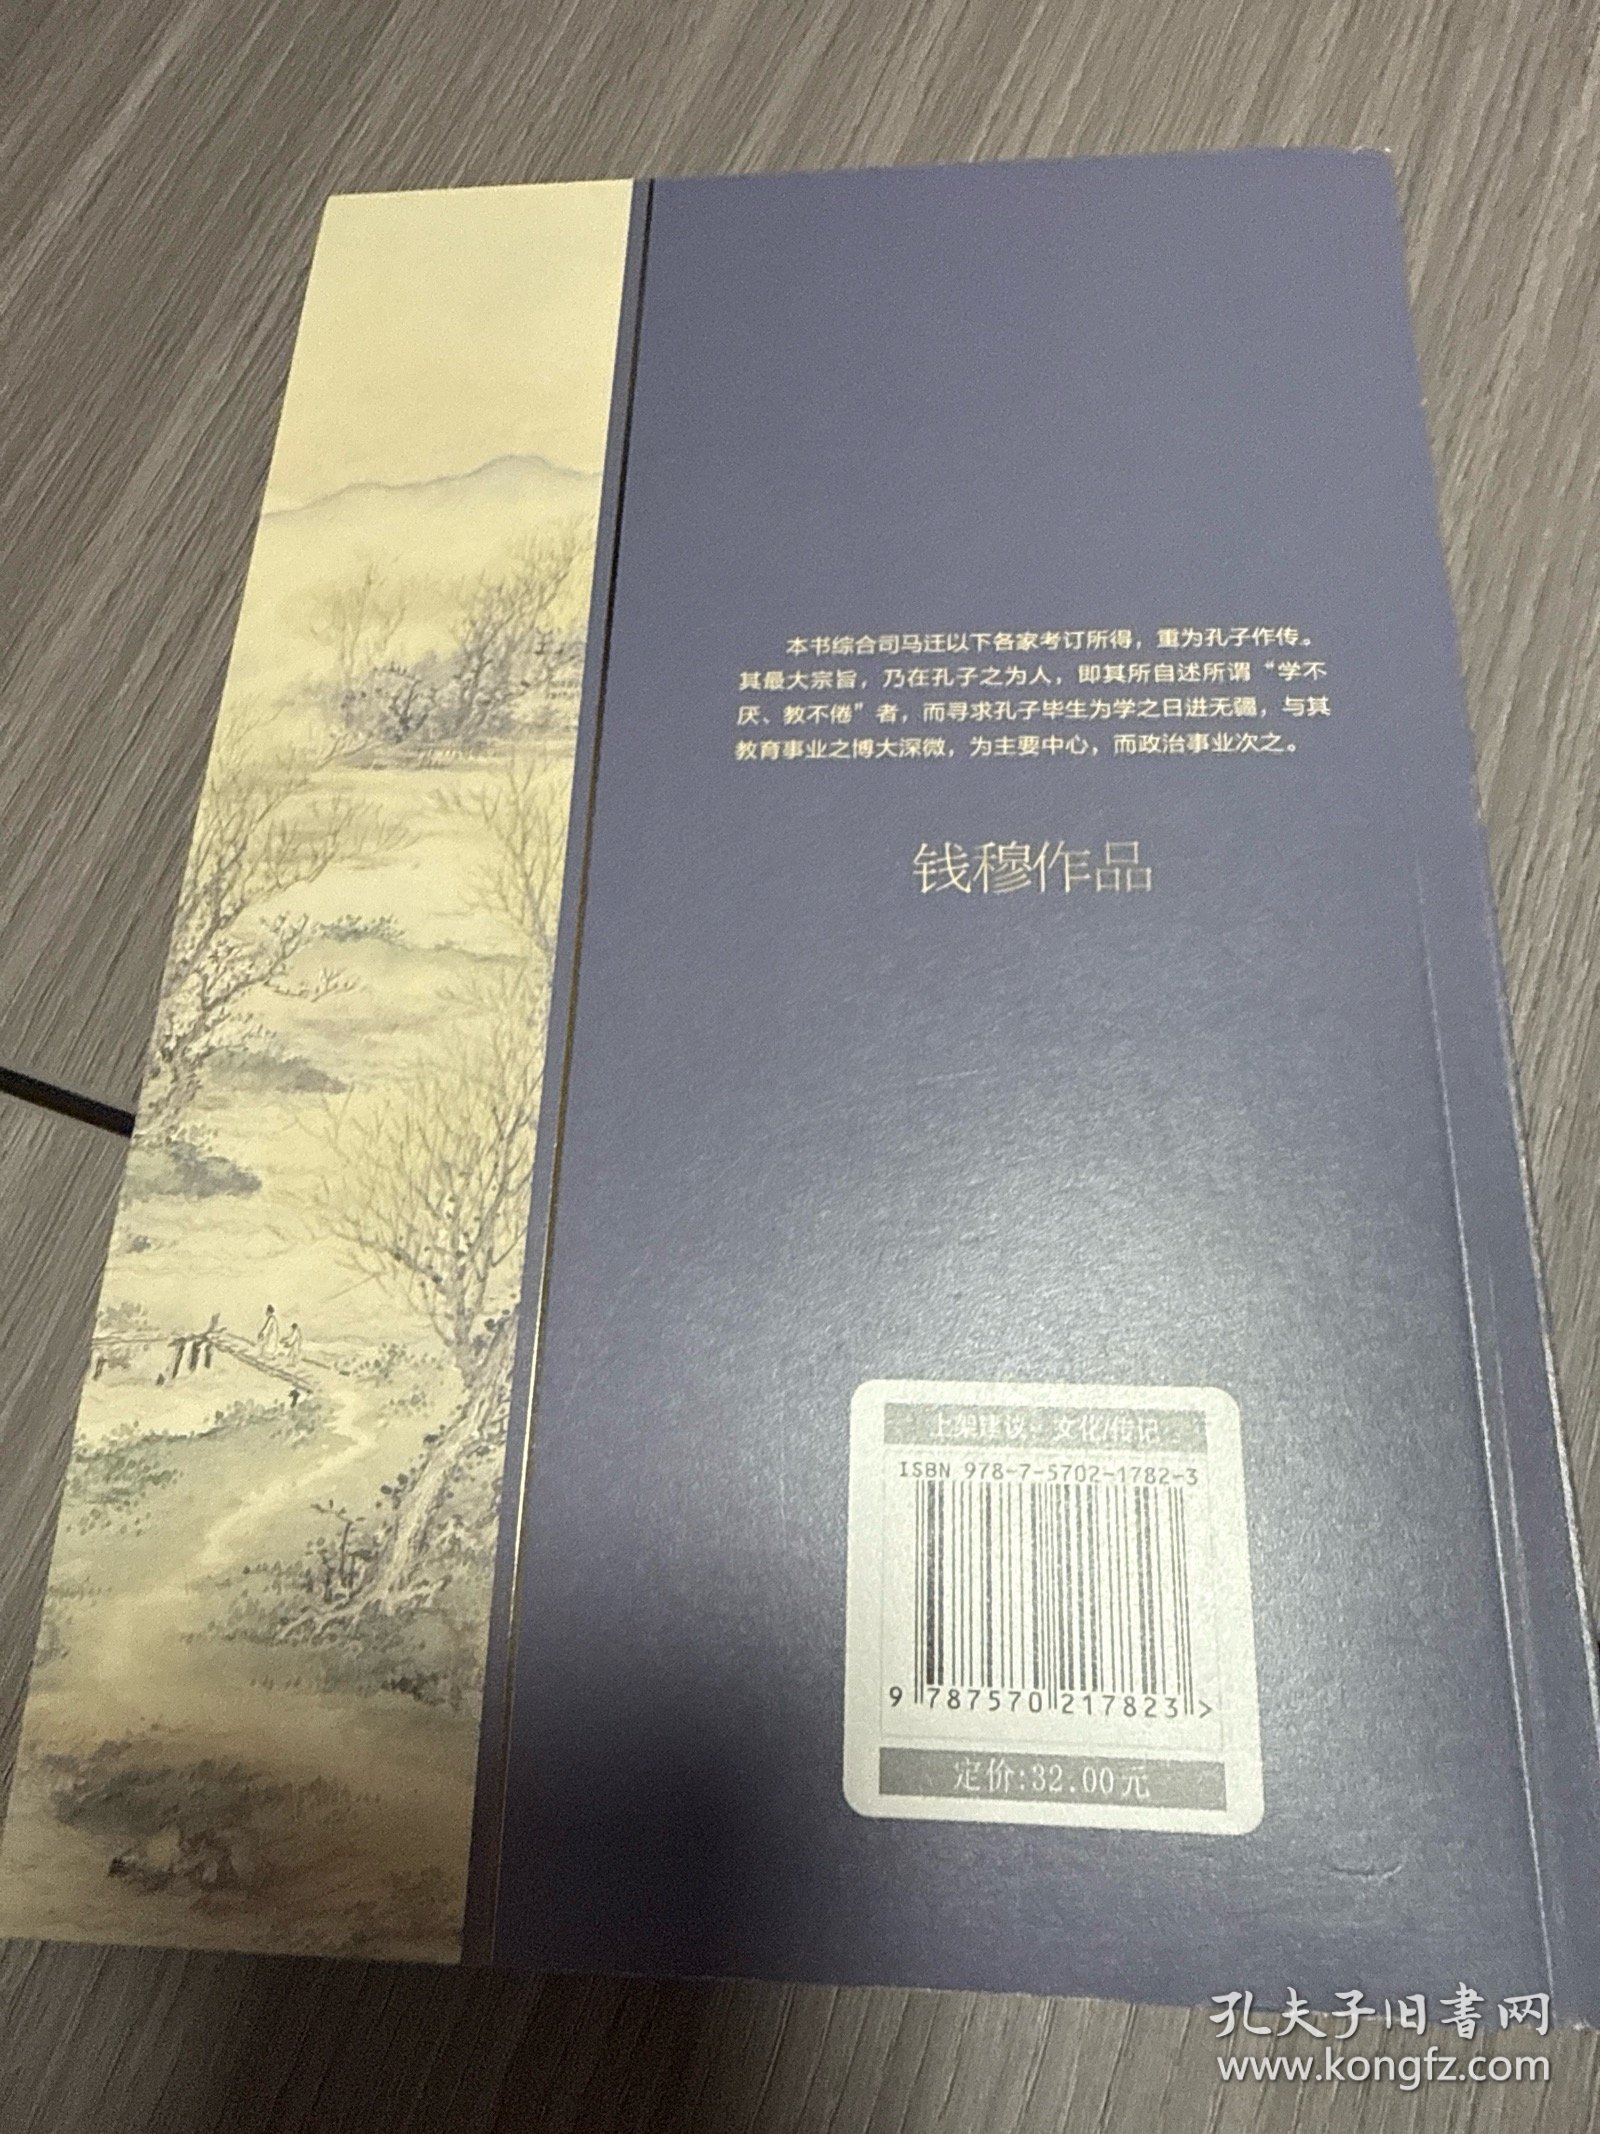 本书综合司马迁以下各家考订所得，重为孔子作传。
其最大宗旨，乃在孔子之为人，即其所自述所谓“学不
厌、教不倦”者，而寻求孔子毕生为学之日进无疆，与其
教育事业之博大深微，为主要中心，而政治事业次之。
钱穆作品
上架建议：文化/传记
ISBN 978-7-5702-1782-3
9 787570 217823 >
定价:32.00元
孔夫子旧书网
www.kongfz.com